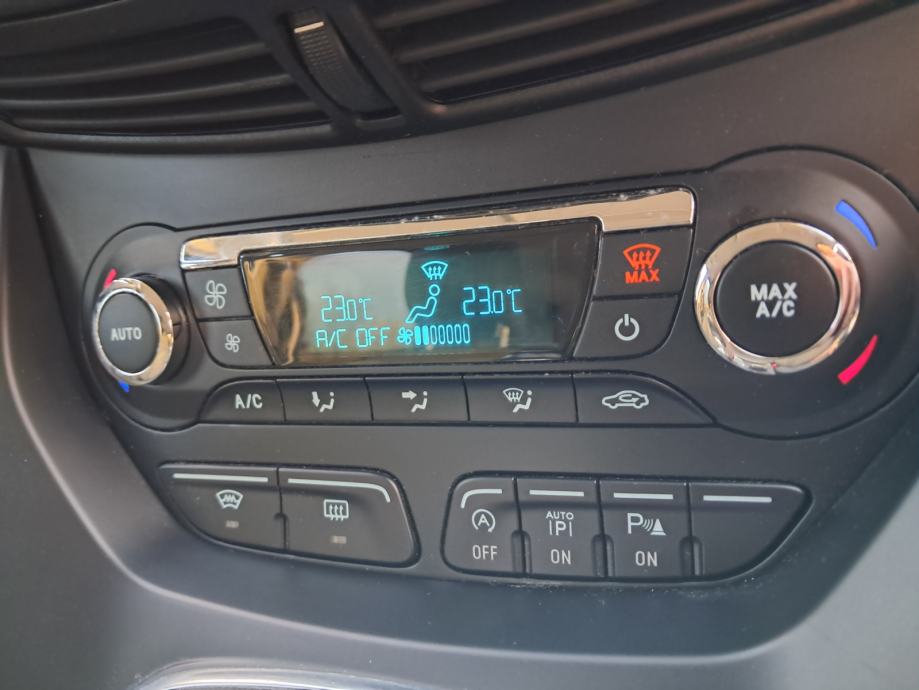 MAX
23.0°C
23.0°C
A/C OFF
AUTO
MAX
A/C
A/C
AUTO
P
P
OFF
ON
ON